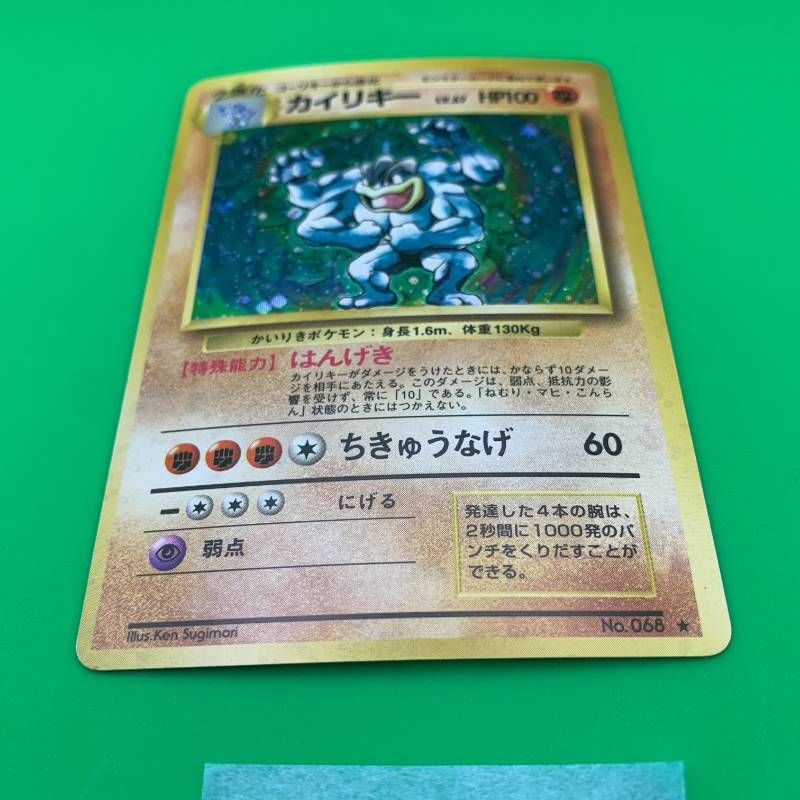 カイリキー LV.67 HP100
かいりきポケモン：身長1.6m、体重130Kg
【特殊能力】はんげき
カイリキーがダメージをうけたときには、かならず10ダメー
ジを相手にあたえる。このダメージは、弱点、抵抗力の影
響を受けず、常に「10」である。「ねむり・マヒ・こんら
ん」状態のときにはつかえない。
ちきゅうなげ 60
にげる
弱点
発達した4本の腕は、
2秒間に1000発のパ
ンチをくりだすことが
できる。
Illus.Ken Sugimori
No.068 ★